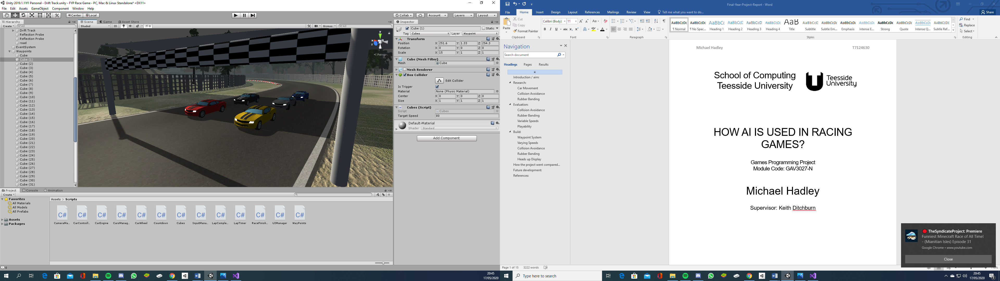 Unity 2019.1.11f1 Personal - Drift Track.unity - FYP Race Game - PC, Mac & Linux Standalone* <DX11>
File Edit Assets GameObject Component Window Help
Center Local
Collab Account Layers Layout
Hierarchy
Create All
Drift Track
Reflection Probe
Reflection Probe
road
EventSystem
Waypoints
Cube
Cube (1)
Cube (2)
Cube (3)
Cube (4)
Cube (5)
Cube (6)
Cube (7)
Cube (8)
Cube (9)
Cube (10)
Cube (11)
Cube (12)
Cube (13)
Cube (14)
Cube (15)
Cube (16)
Cube (17)
Cube (18)
Cube (19)
Cube (20)
Cube (21)
Cube (22)
Cube (23)
Cube (24)
Cube (25)
Cube (26)
Cube (27)
Cube (28)
Cube (29)
Cube (30)
Cube (31)
Scene Game Asset Store
Shaded 2D 0 Gizmos All
y
x
z
Persp
Inspector
Cube (1) Static
Tag Cubes Layer Waypoint
Transform
Position X 251.6 Y 1.33 Z 254.3
Rotation X 0 Y 0 Z 0
Scale X 15 Y 1 Z 1
Cube (Mesh Filter)
Mesh Cube
Mesh Renderer
Box Collider
Edit Collider
Is Trigger
Material None (Physic Material)
Center X 0 Y 0 Z 0
Size X 1 Y 1 Z 1
Cubes (Script)
Script Cubes
Target Speed 80
Default-Material
Shader Standard
Add Component
Project Console Animation
Create
Favorites
All Materials
All Models
All Prefabs
Assets
Packages
Assets > Scripts
C# C# C# C# C# C# C# C# C# C# C# C# C#
CameraMa... CarControll... CarEngine CarsManag... CarWheel Countdown Cubes InputMana... LapComple... LapTimer RaceFinish... UIManager WayPoints
0
20:45
17/05/2020
Final-Year-Project-Report - Word
File Home Insert Design Layout References Mailings Review View Tell me what you want to do... Share
Paste
Cut
Copy
Format Painter
Clipboard
Calibri (Body) 11
Font
Paragraph
AaBbCcDc AaBbCcDc AaBbCc AaBbCcC AaBbCcD AaBbCcDc AaB AaBbCcD AaBbCcDc AaBbCcDc AaBbCcDc AaBbCcDc AaBbCcDc AaBbCcDc AABBCCDC
¶ Normal ¶ No Spac... Heading 1 Heading 2 Heading 3 Heading 4 Title Subtitle Subtle Em... Emphasis Intense E... Strong Quote Intense Q... Subtle Ref...
Styles
Find
Replace
Select
Editing
Navigation
Search document
Headings Pages Results
Introduction / aim:
Research:
Car Movement
Collision Avoidance
Rubber Banding
Evaluation:
Collision Avoidance
Rubber Banding
Variable Speeds
Playability
Build:
Waypoint System
Varying Speeds
Collision Avoidance
Rubber Banding
Heads up Display
How the project went compared...
Future development:
References:
Michael Hadley T7124630
School of Computing
Teesside University
Teesside
University
HOW AI IS USED IN RACING
GAMES?
Games Programming Project
Module Code: GAV3027-N
Michael Hadley
Supervisor: Keith Ditchburn
TheSyndicateProject: Premiere
Funniest Minecraft Race of All Time!
- (Mianitian Isles) Episode 31
Google Chrome • www.youtube.com
Close
Page 1 of 15 3222 words
Type here to search
20:45
17/05/2020